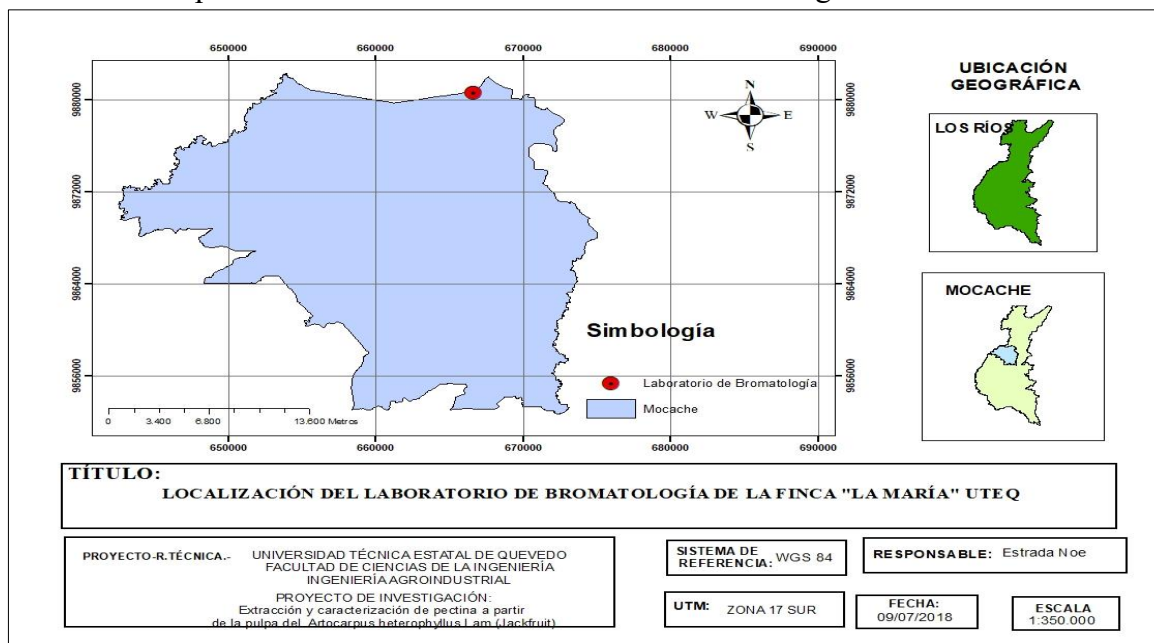 650000 660000 670000 680000 690000
9880000 9880000
9872000 9872000
9864000 9864000
9856000 9856000
N
W E
S
Simbología
Laboratorio de Bromatología
Mocache
0 3.400 6.800 13.600 Metros
650000 660000 670000 680000 690000
UBICACIÓN
GEOGRÁFICA
LOS RÍOS
MOCACHE
TÍTULO:
LOCALIZACIÓN DEL LABORATORIO DE BROMATOLOGÍA DE LA FINCA "LA MARÍA" UTEQ
PROYECTO-R.TÉCNICA.- UNIVERSIDAD TÉCNICA ESTATAL DE QUEVEDO
FACULTAD DE CIENCIAS DE LA INGENIERÍA
INGENIERÍA AGROINDUSTRIAL
PROYECTO DE INVESTIGACIÓN:
Extracción y caracterización de pectina a partir
de la pulpa del Artocarpus heterophyllus Lam (Jackfruit)
SISTEMA DE
REFERENCIA: WGS 84
RESPONSABLE: Estrada Noe
UTM: ZONA 17 SUR
FECHA:
09/07/2018
ESCALA
1:350.000